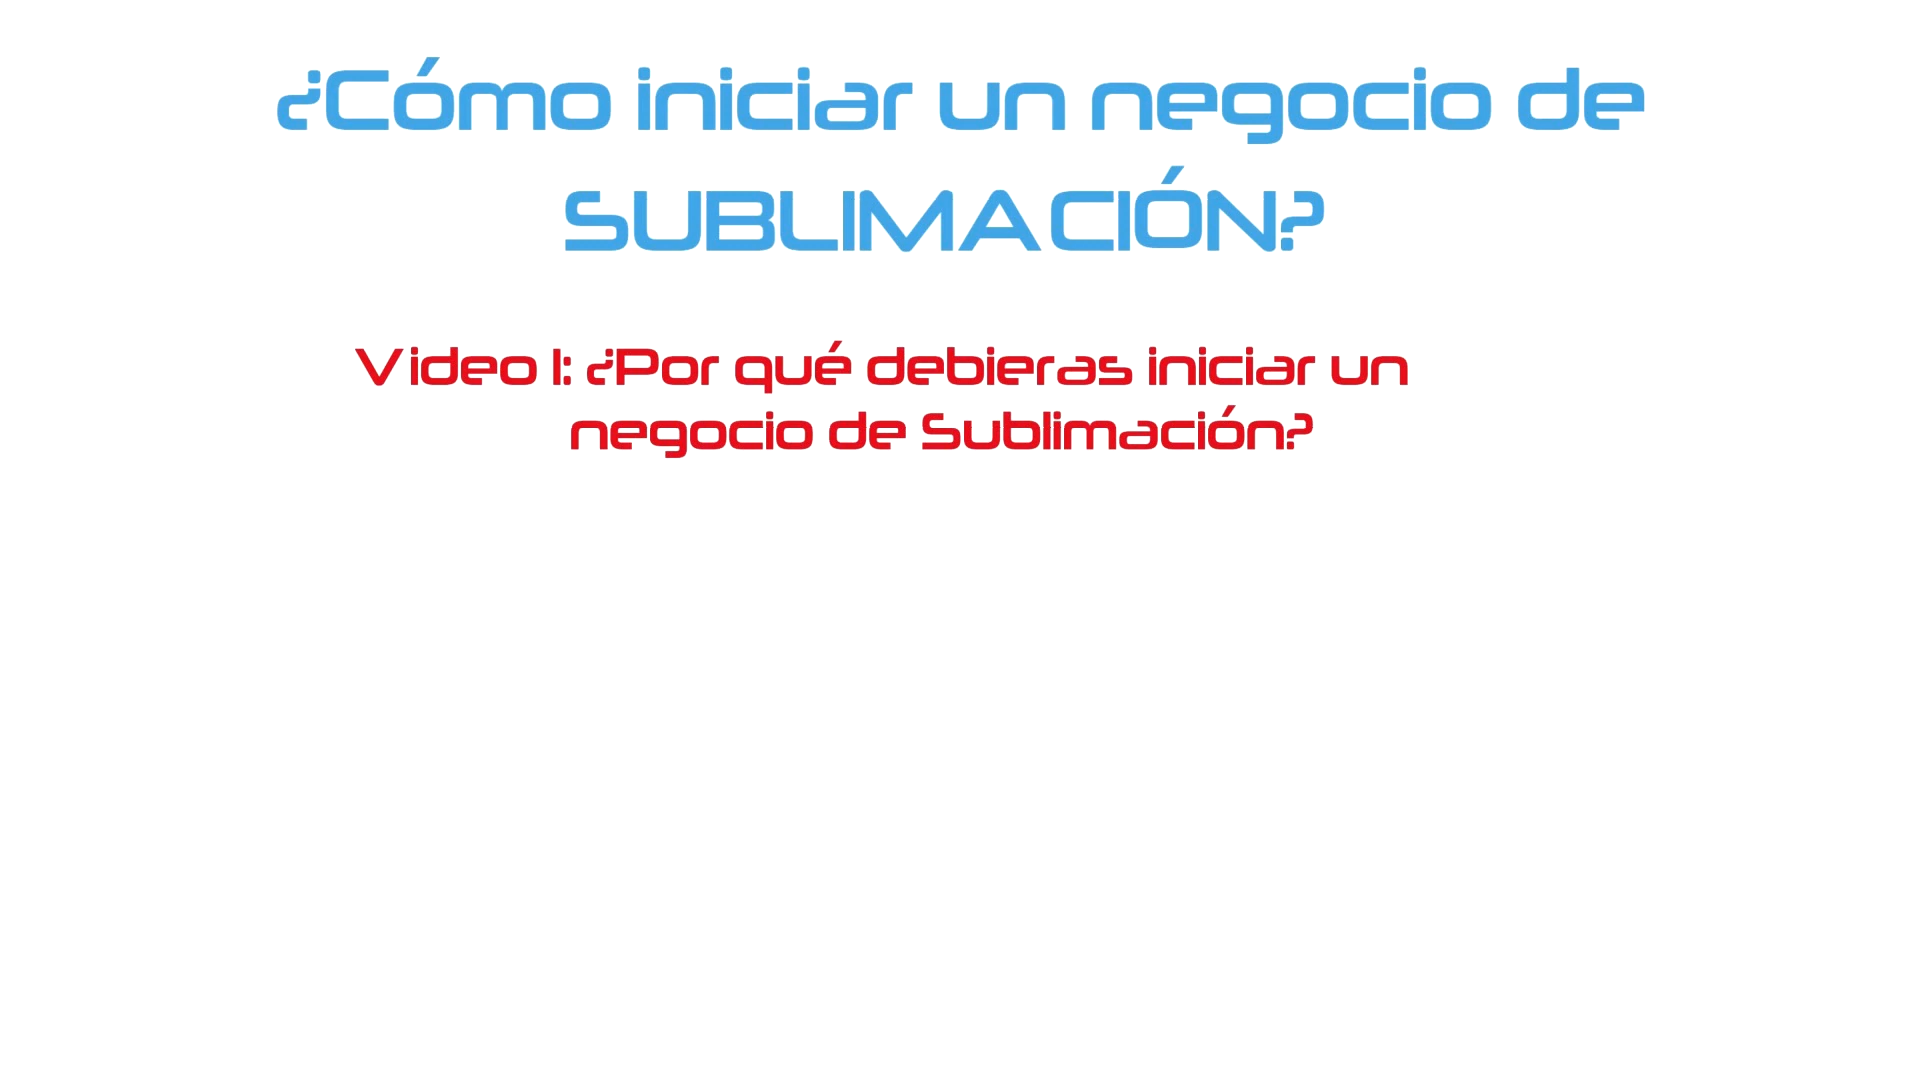 ¿Cómo iniciar un negocio de
SUBLIMACIÓN?
Video 1: ¿Por qué debieras iniciar un
negocio de Sublimación?